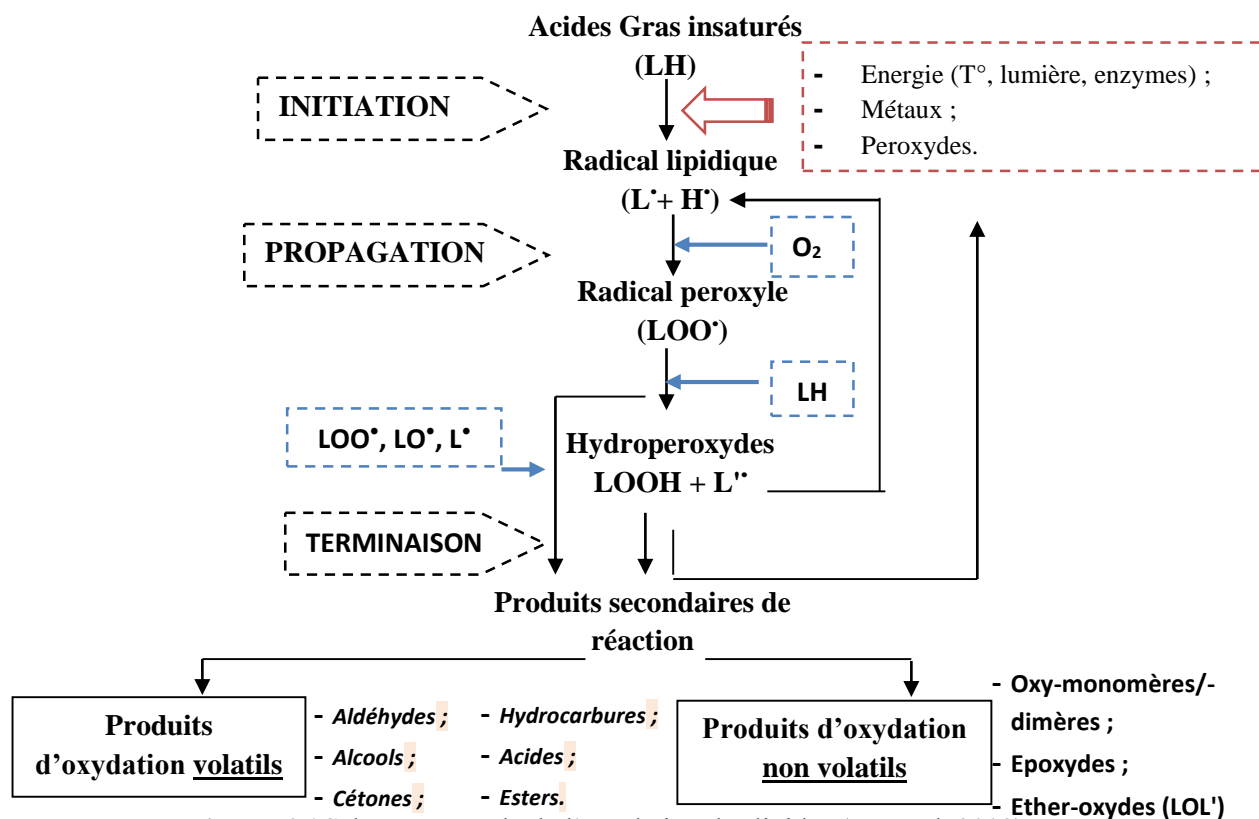 Acides Gras insaturés
(LH)
- Energie (T°, lumière, enzymes) ;
- Métaux ;
- Peroxydes.
INITIATION
Radical lipidique
(L•+ H•)
PROPAGATION
O₂
Radical peroxyle
(LOO•)
LH
LOO•, LO•, L•
Hydroperoxydes
LOOH + L'•
TERMINAISON
Produits secondaires de
réaction
Produits
d'oxydation volatils
- Aldéhydes ;
- Alcools ;
- Cétones ;
- Hydrocarbures ;
- Acides ;
- Esters.
Produits d'oxydation
non volatils
- Oxy-monomères/-
dimères ;
- Epoxydes ;
- Ether-oxydes (LOL')